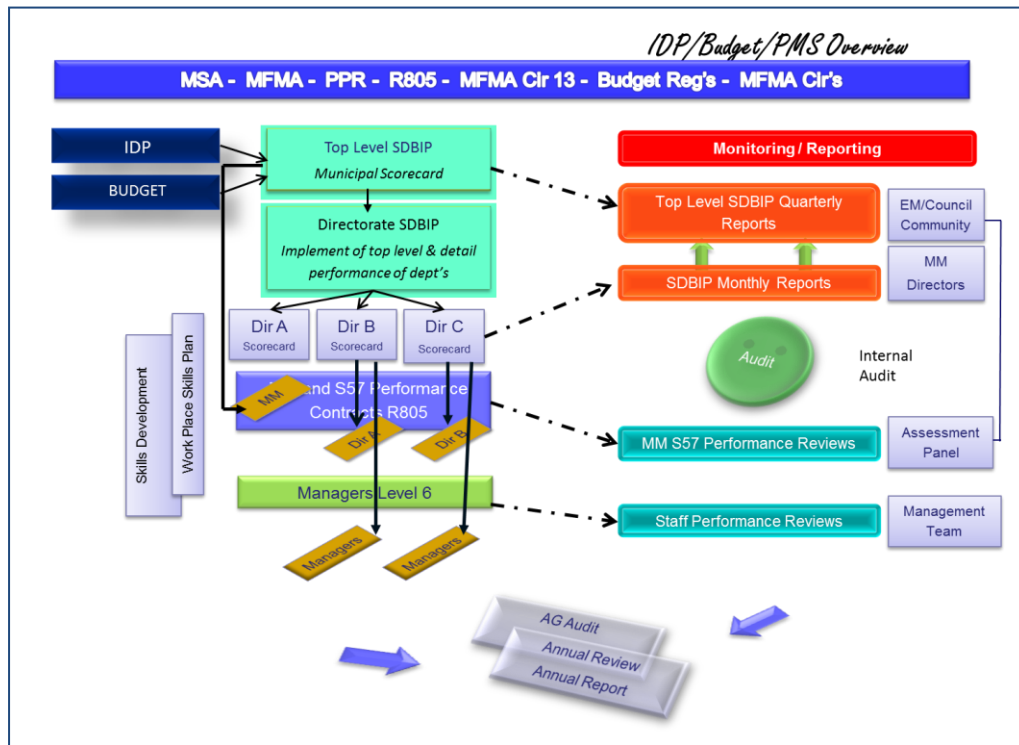 IDP/Budget/PMS Overview
MSA - MFMA - PPR - R805 - MFMA Cir 13 - Budget Reg's - MFMA Cir's
IDP
BUDGET
Top Level SDBIP
Municipal Scorecard
Directorate SDBIP
Implement of top level & detail
performance of dept's
Dir A
Scorecard
Dir B
Scorecard
Dir C
Scorecard
Skills Development
Work Place Skills Plan
and S57 Performance
Contracts R805
MM
Dir A
Dir B
Managers Level 6
Managers
Managers
Monitoring / Reporting
Top Level SDBIP Quarterly
Reports
EM/Council
Community
SDBIP Monthly Reports
MM
Directors
Audit
Internal
Audit
MM S57 Performance Reviews
Assessment
Panel
Staff Performance Reviews
Management
Team
AG Audit
Annual Review
Annual Report